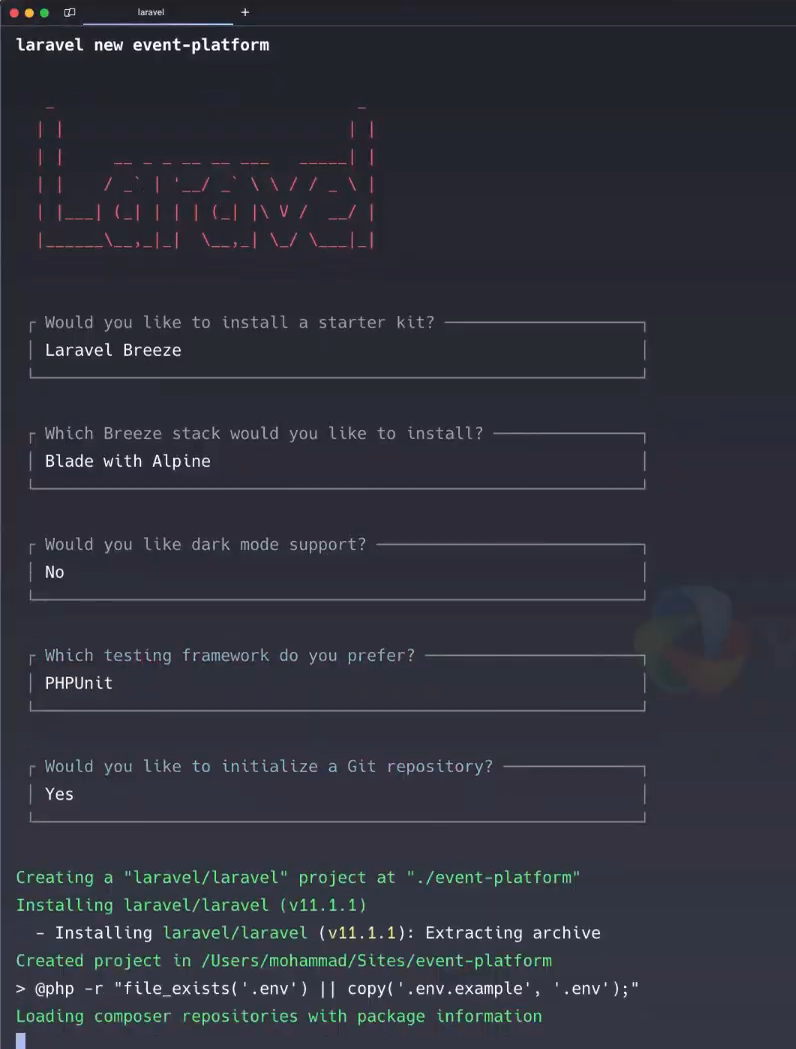 laravel
+
laravel new event-platform
Laravel
Would you like to install a starter kit?
Laravel Breeze
Which Breeze stack would you like to install?
Blade with Alpine
Would you like dark mode support?
No
Which testing framework do you prefer?
PHPUnit
Would you like to initialize a Git repository?
Yes
Creating a "laravel/laravel" project at "./event-platform"
Installing laravel/laravel (v11.1.1)
- Installing laravel/laravel (v11.1.1): Extracting archive
Created project in /Users/mohammad/Sites/event-platform
> @php -r "file_exists('.env') || copy('.env.example', '.env');"
Loading composer repositories with package information